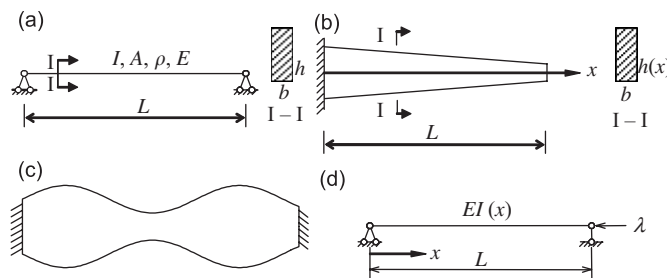 (a)
I
I
I, A, ρ, E
L
h
b
I – I
(b)
I
I
x
L
h(x)
b
I – I
(c)
(d)
EI (x)
λ
x
L